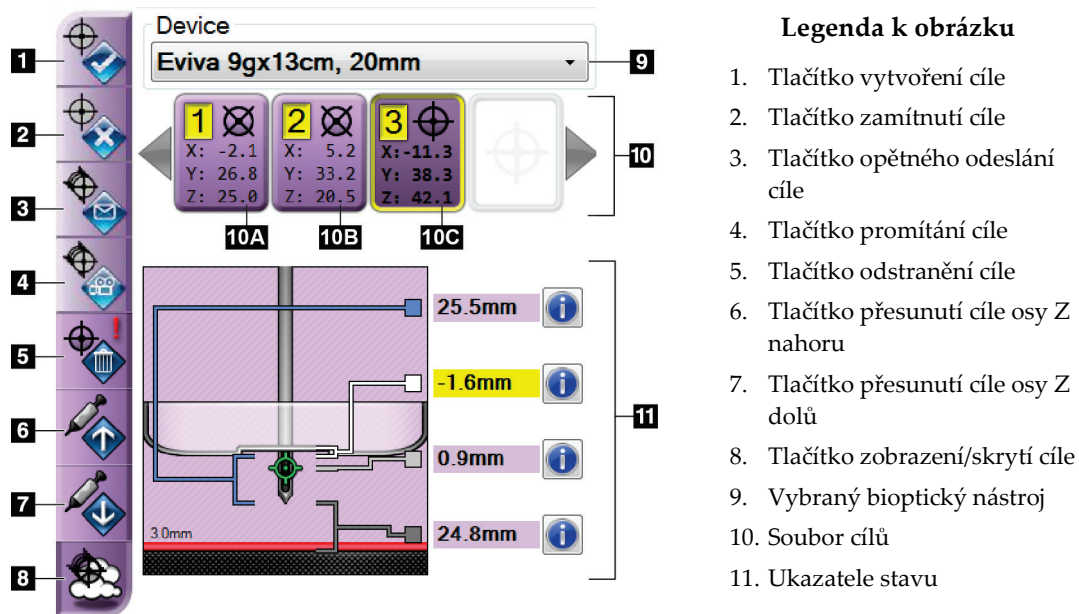 Device
Eviva 9gx13cm, 20mm
1
2
3
4
5
6
7
8
9
10
11
1
X: -2.1
Y: 26.8
Z: 25.0
2
X: 5.2
Y: 33.2
Z: 20.5
3
X:-11.3
Y: 38.3
Z: 42.1
10A
10B
10C
25.5mm
-1.6mm
0.9mm
24.8mm
3.0mm
!
Legenda k obrázku
1. Tlačítko vytvoření cíle
2. Tlačítko zamítnutí cíle
3. Tlačítko opětného odeslání
cíle
4. Tlačítko promítání cíle
5. Tlačítko odstranění cíle
6. Tlačítko přesunutí cíle osy Z
nahoru
7. Tlačítko přesunutí cíle osy Z
dolů
8. Tlačítko zobrazení/skrytí cíle
9. Vybraný bioptický nástroj
10. Soubor cílů
11. Ukazatele stavu